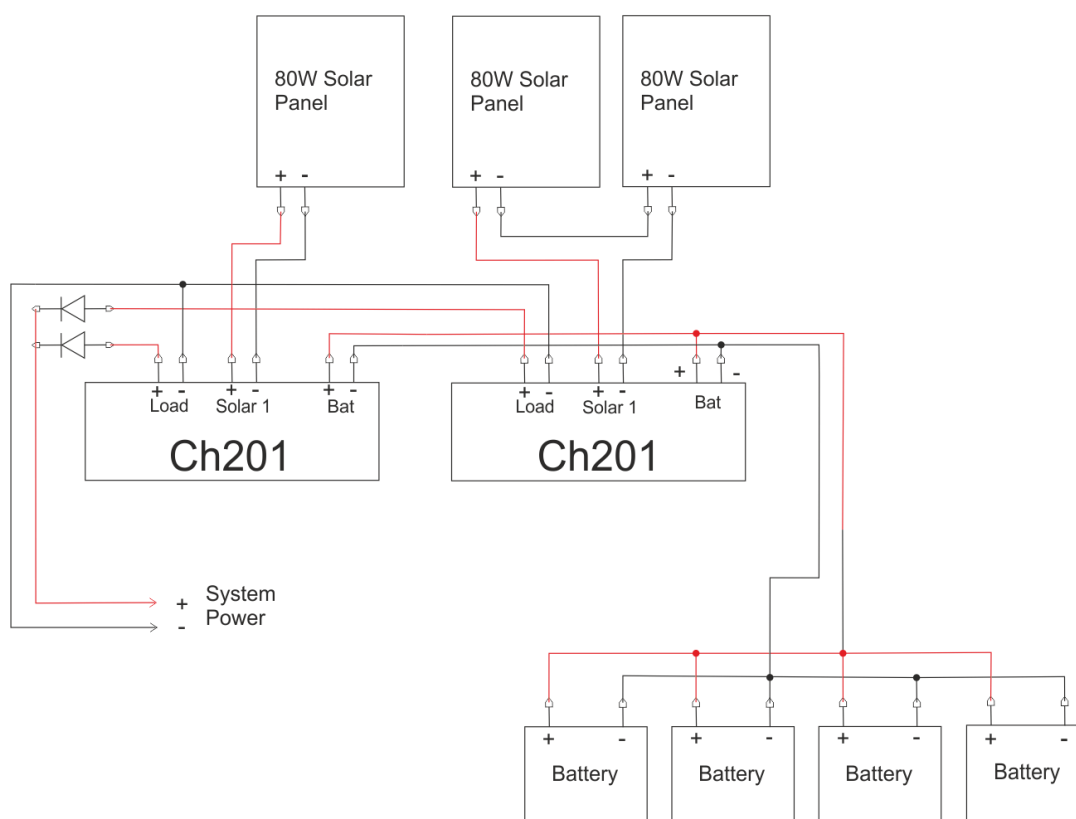 80W Solar
Panel
80W Solar
Panel
80W Solar
Panel
+ -
+ -
+ -
+ - + - + -
Load Solar 1 Bat
Ch201
+ - + - + -
Load Solar 1 Bat
Ch201
+ System
- Power
+ -
Battery
+ -
Battery
+ -
Battery
+ -
Battery